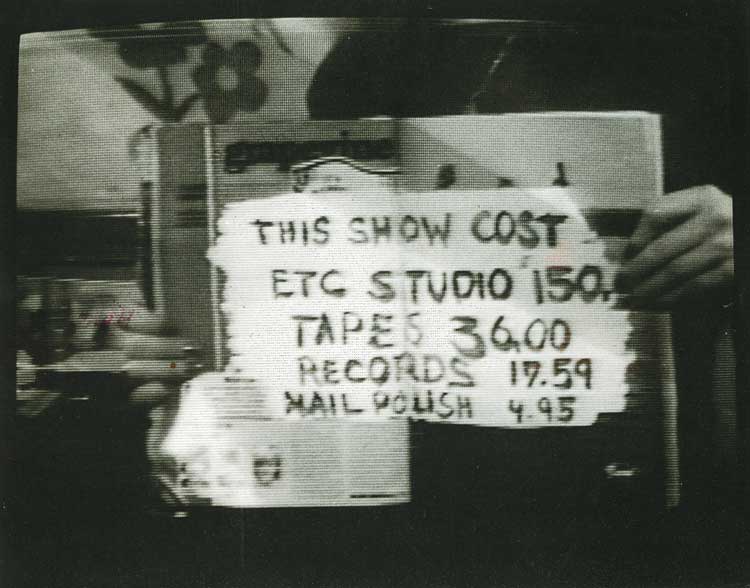 THIS SHOW COST
ETC STUDIO 150.
TAPES 36.00
RECORDS 17.59
NAIL POLISH 4.95